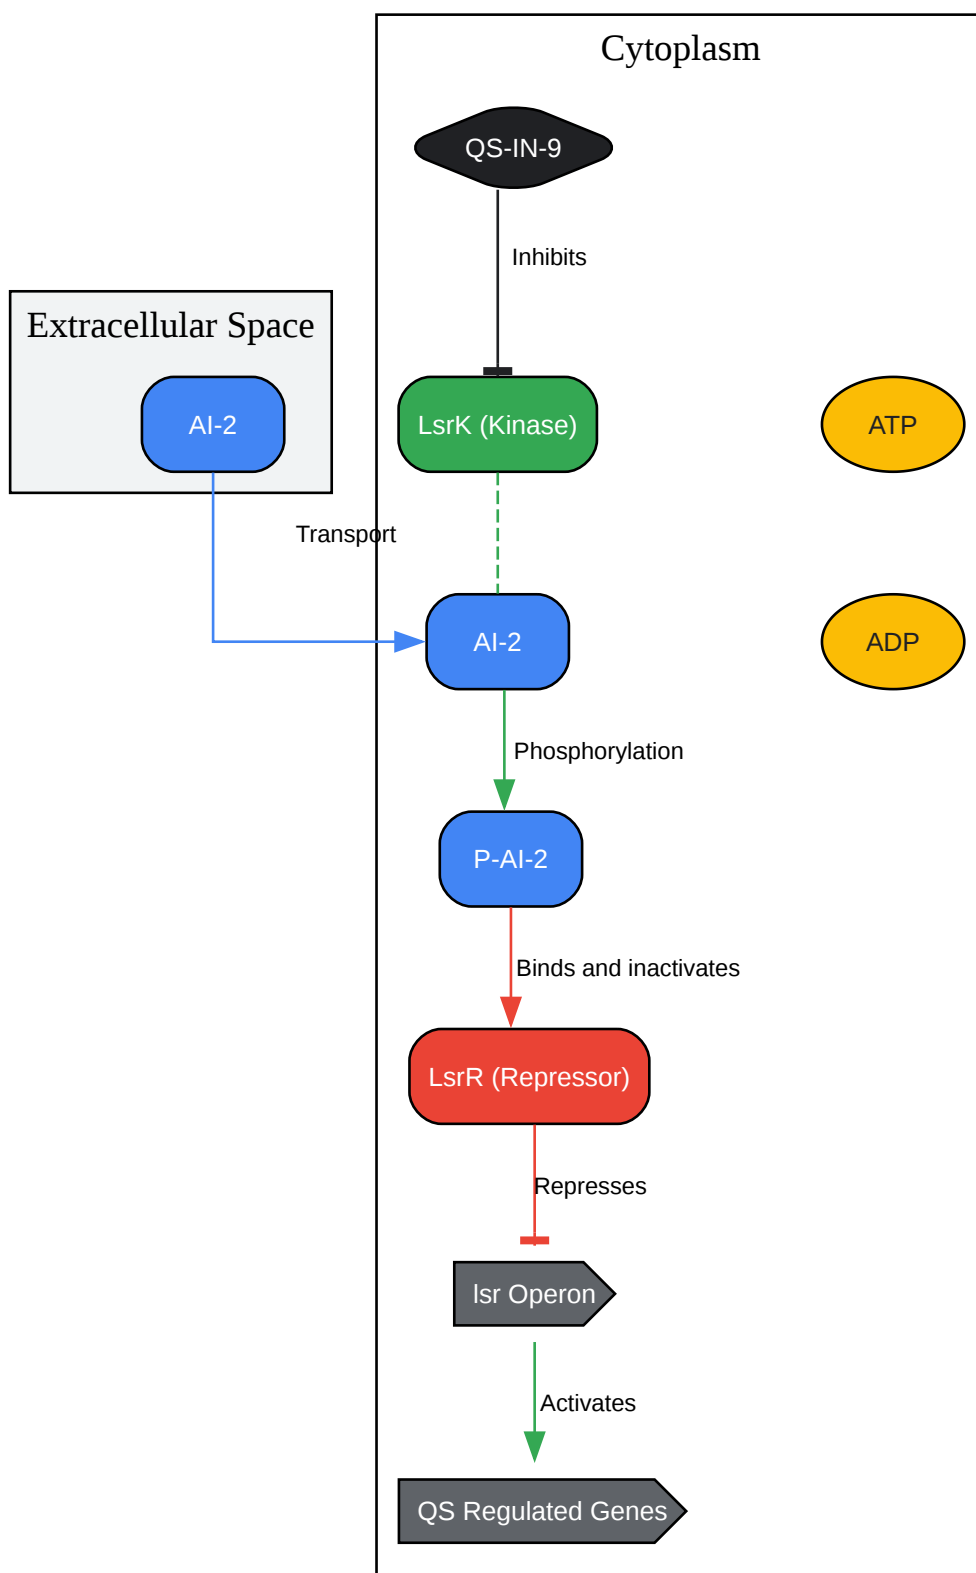 Cytoplasm
QS-IN-9
Inhibits
Extracellular Space
AI-2
LsrK (Kinase)
ATP
Transport
AI-2
ADP
Phosphorylation
P-AI-2
Binds and inactivates
LsrR (Repressor)
Represses
lsr Operon
Activates
QS Regulated Genes